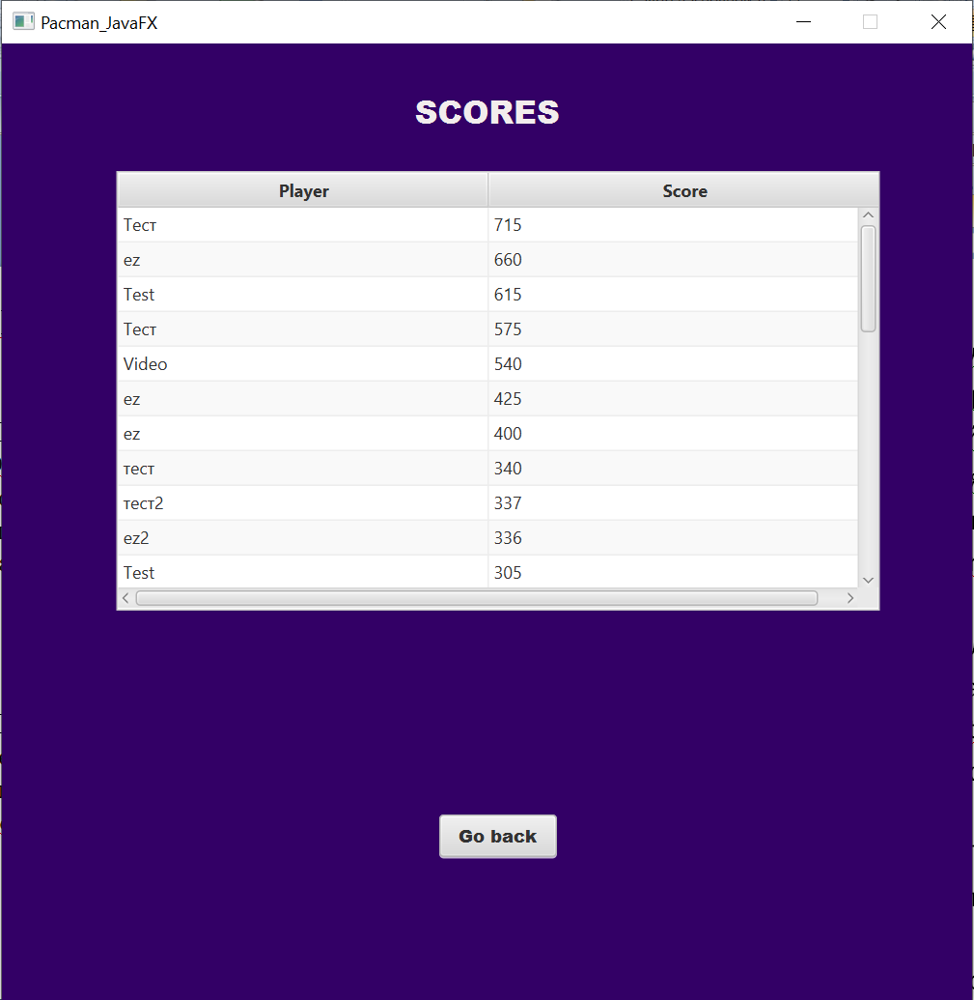 Pacman_JavaFX
SCORES
Player Score
Тест 715
ez 660
Test 615
Тест 575
Video 540
ez 425
ez 400
тест 340
тест2 337
ez2 336
Test 305
Go back